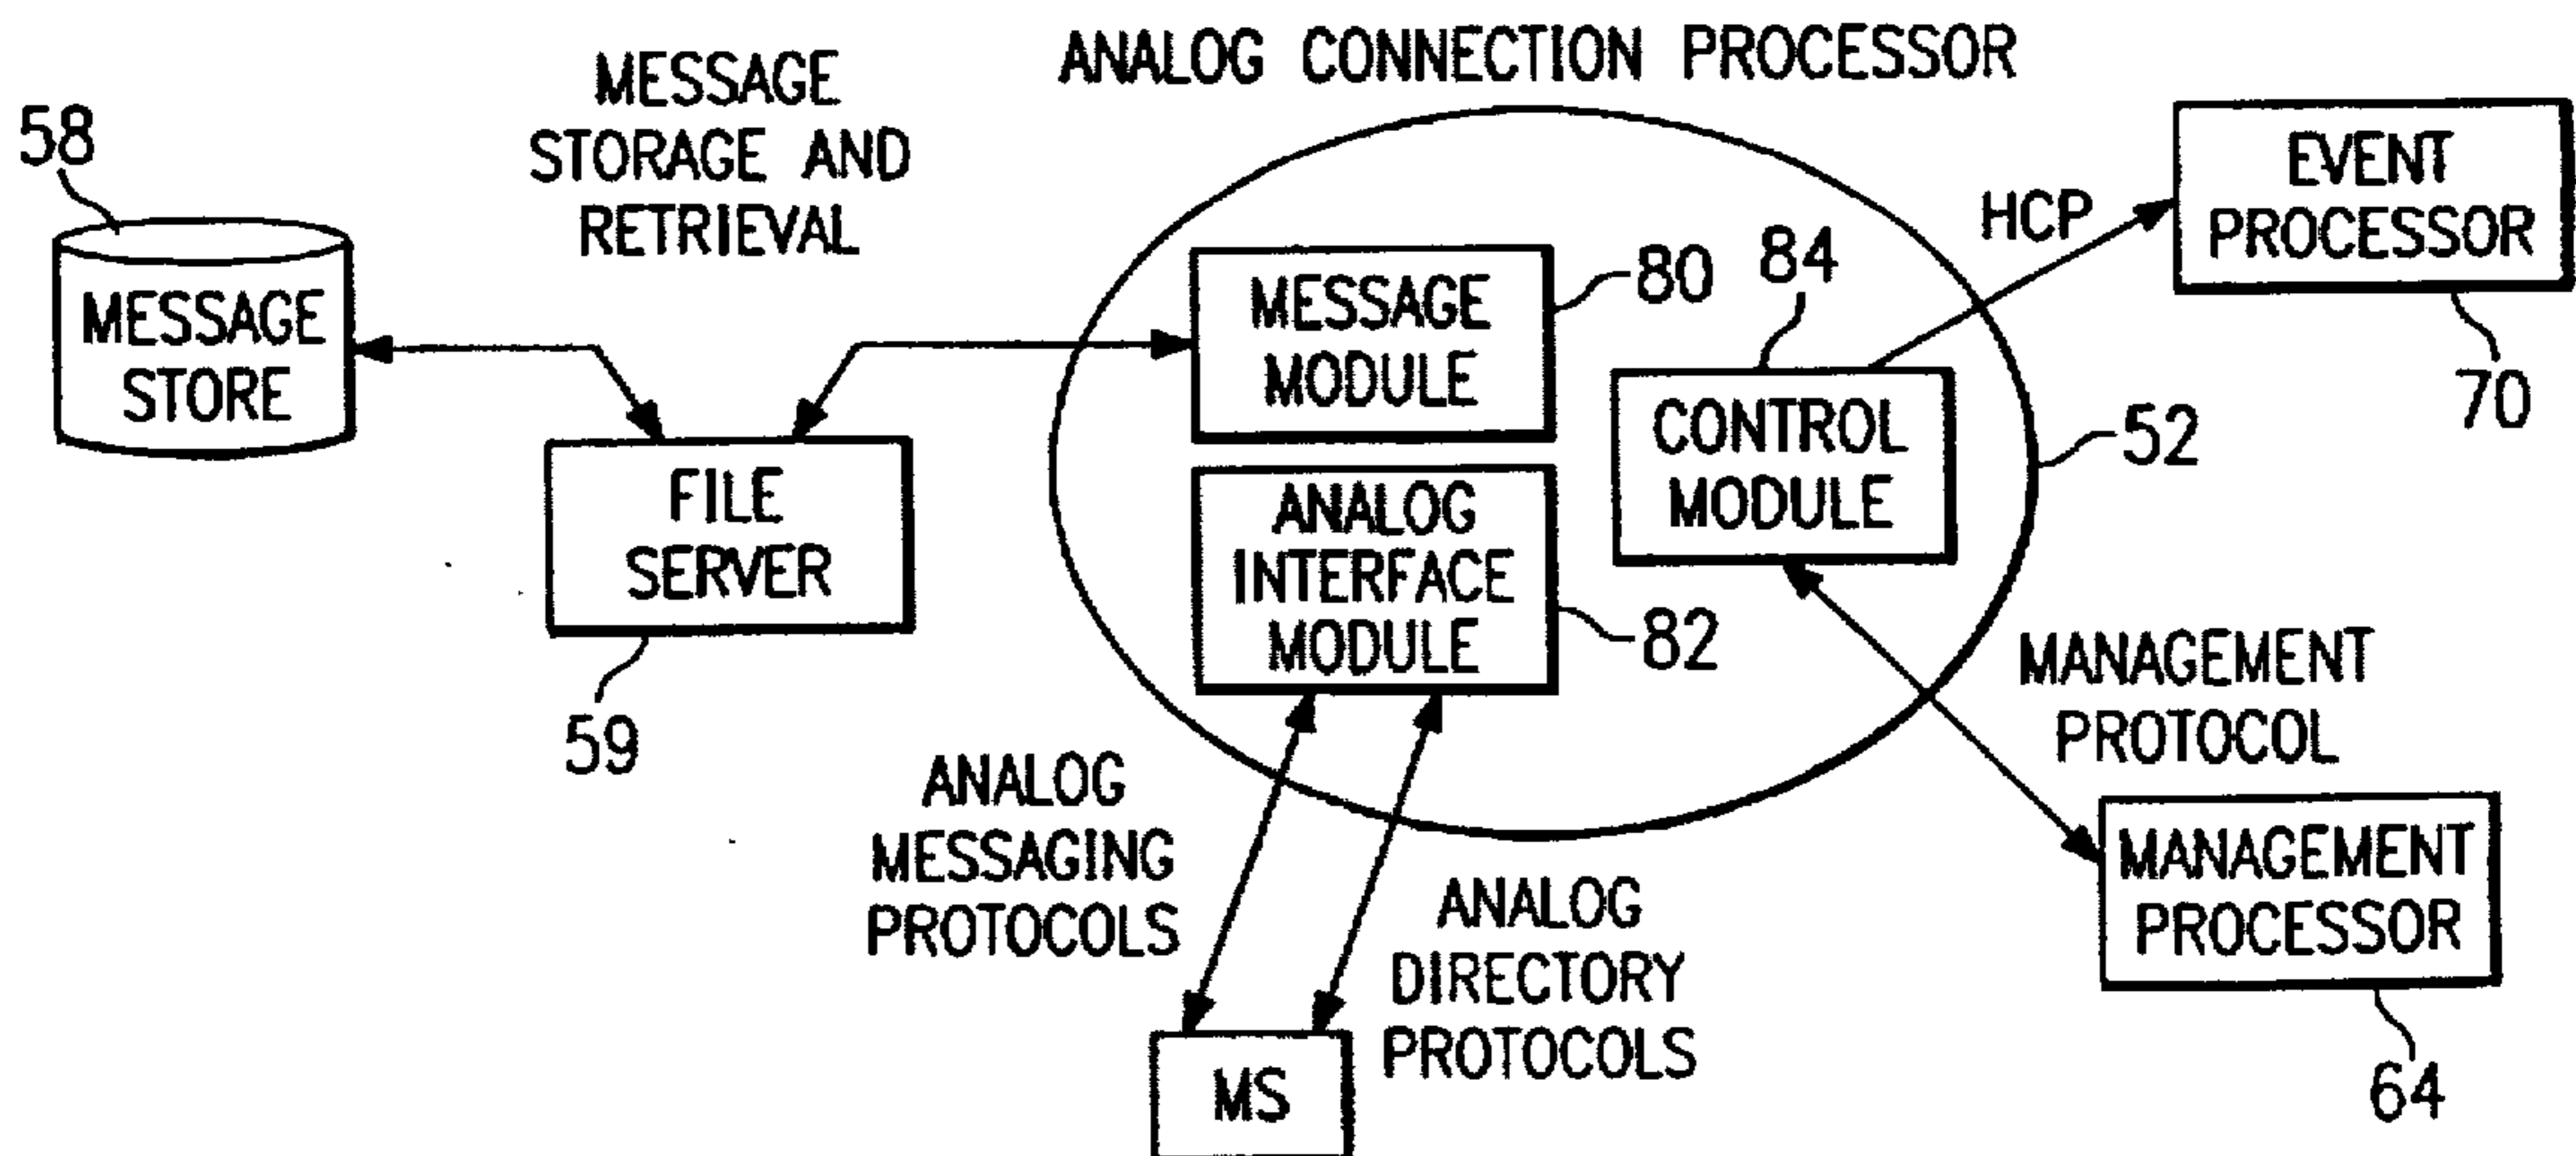 ANALOG CONNECTION PROCESSOR
MESSAGE
STORAGE AND
RETRIEVAL
58
MESSAGE
STORE
FILE
SERVER
59
MESSAGE
MODULE
80
ANALOG
INTERFACE
MODULE
82
84
CONTROL
MODULE
HCP
EVENT
PROCESSOR
70
52
MANAGEMENT
PROTOCOL
MANAGEMENT
PROCESSOR
64
ANALOG
MESSAGING
PROTOCOLS
ANALOG
DIRECTORY
PROTOCOLS
MS